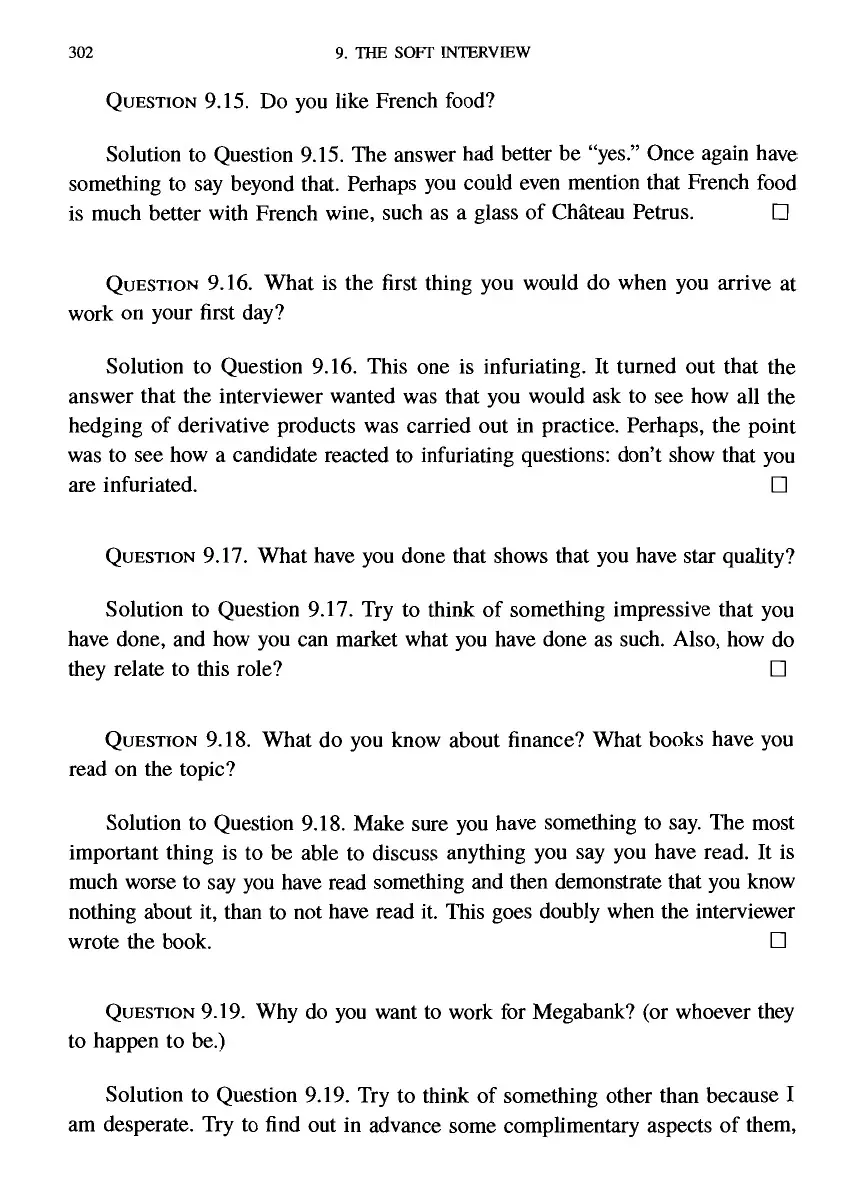 302 9. THE SOFT INTERVIEW
QUESTION 9.15. Do you like French food?
Solution to Question 9.15. The answer had better be “yes.” Once again have
something to say beyond that. Perhaps you could even mention that French food
is much better with French wine, such as a glass of Château Petrus. □
QUESTION 9.16. What is the first thing you would do when you arrive at
work on your first day?
Solution to Question 9.16. This one is infuriating. It turned out that the
answer that the interviewer wanted was that you would ask to see how all the
hedging of derivative products was carried out in practice. Perhaps, the point
was to see how a candidate reacted to infuriating questions: don’t show that you
are infuriated. □
QUESTION 9.17. What have you done that shows that you have star quality?
Solution to Question 9.17. Try to think of something impressive that you
have done, and how you can market what you have done as such. Also, how do
they relate to this role? □
QUESTION 9.18. What do you know about finance? What books have you
read on the topic?
Solution to Question 9.18. Make sure you have something to say. The most
important thing is to be able to discuss anything you say you have read. It is
much worse to say you have read something and then demonstrate that you know
nothing about it, than to not have read it. This goes doubly when the interviewer
wrote the book. □
QUESTION 9.19. Why do you want to work for Megabank? (or whoever they
to happen to be.)
Solution to Question 9.19. Try to think of something other than because I
am desperate. Try to find out in advance some complimentary aspects of them,